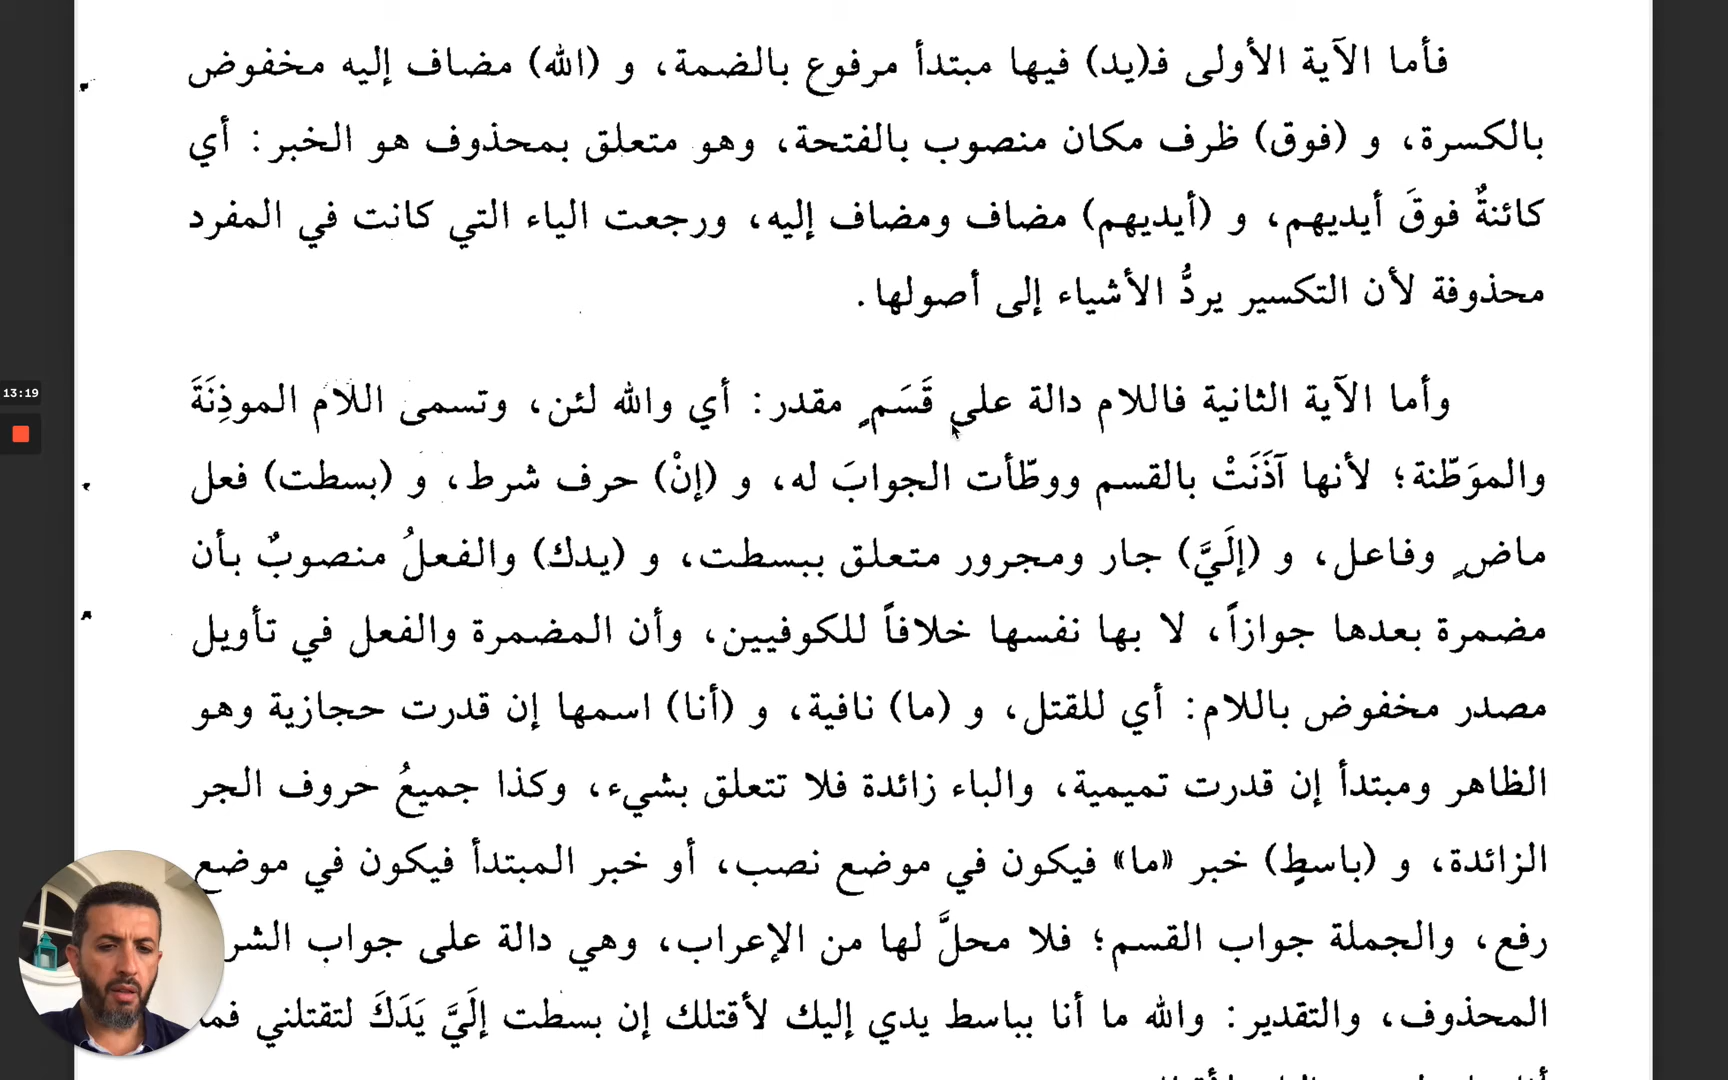 فأما الآية الأولى فـ(يد) فيها مبتدأ مرفوع بالضمة، و (الله) مضاف إليه مخفوض
بالكسرة، و (فوق) ظرف مكان منصوب بالفتحة، وهو متعلق بمحذوف هو الخبر: أي
كائنةٌ فوقَ أيديهم، و (أيديهم) مضاف ومضاف إليه، ورجعت الياء التي كانت في المفرد
محذوفة لأن التكسير يردُّ الأشياء إلى أصولها.
وأما الآية الثانية فاللام دالة على قَسَمٍ مقدر: أي والله لئن، وتسمى اللام الموذِنَةَ
13:19
والموَطّنة؛ لأنها آذَنَتْ بالقسم ووطّأت الجوابَ له، و (إنْ) حرف شرط، و (بسطت) فعل
ماضٍ وفاعل، و (إلَيَّ) جار ومجرور متعلق ببسطت، و (يدك) والفعلُ منصوبٌ بأن
مضمرة بعدها جوازاً، لا بها نفسها خلافاً للكوفيين، وأن المضمرة والفعل في تأويل
مصدر مخفوض باللام: أي للقتل، و (ما) نافية، و (أنا) اسمها إن قدرت حجازية وهو
الظاهر ومبتدأ إن قدرت تميمية، والباء زائدة فلا تتعلق بشيء، وكذا جميعُ حروف الجر
الزائدة، و (باسطٍ) خبر «ما» فيكون في موضع نصب، أو خبر المبتدأ فيكون في موضع
رفع، والجملة جواب القسم؛ فلا محلَّ لها من الإعراب، وهي دالة على جواب الشر
المحذوف، والتقدير: والله ما أنا بباسط يدي إليك لأقتلك إن بسطت إلَيَّ يَدَكَ لتقتلني فما